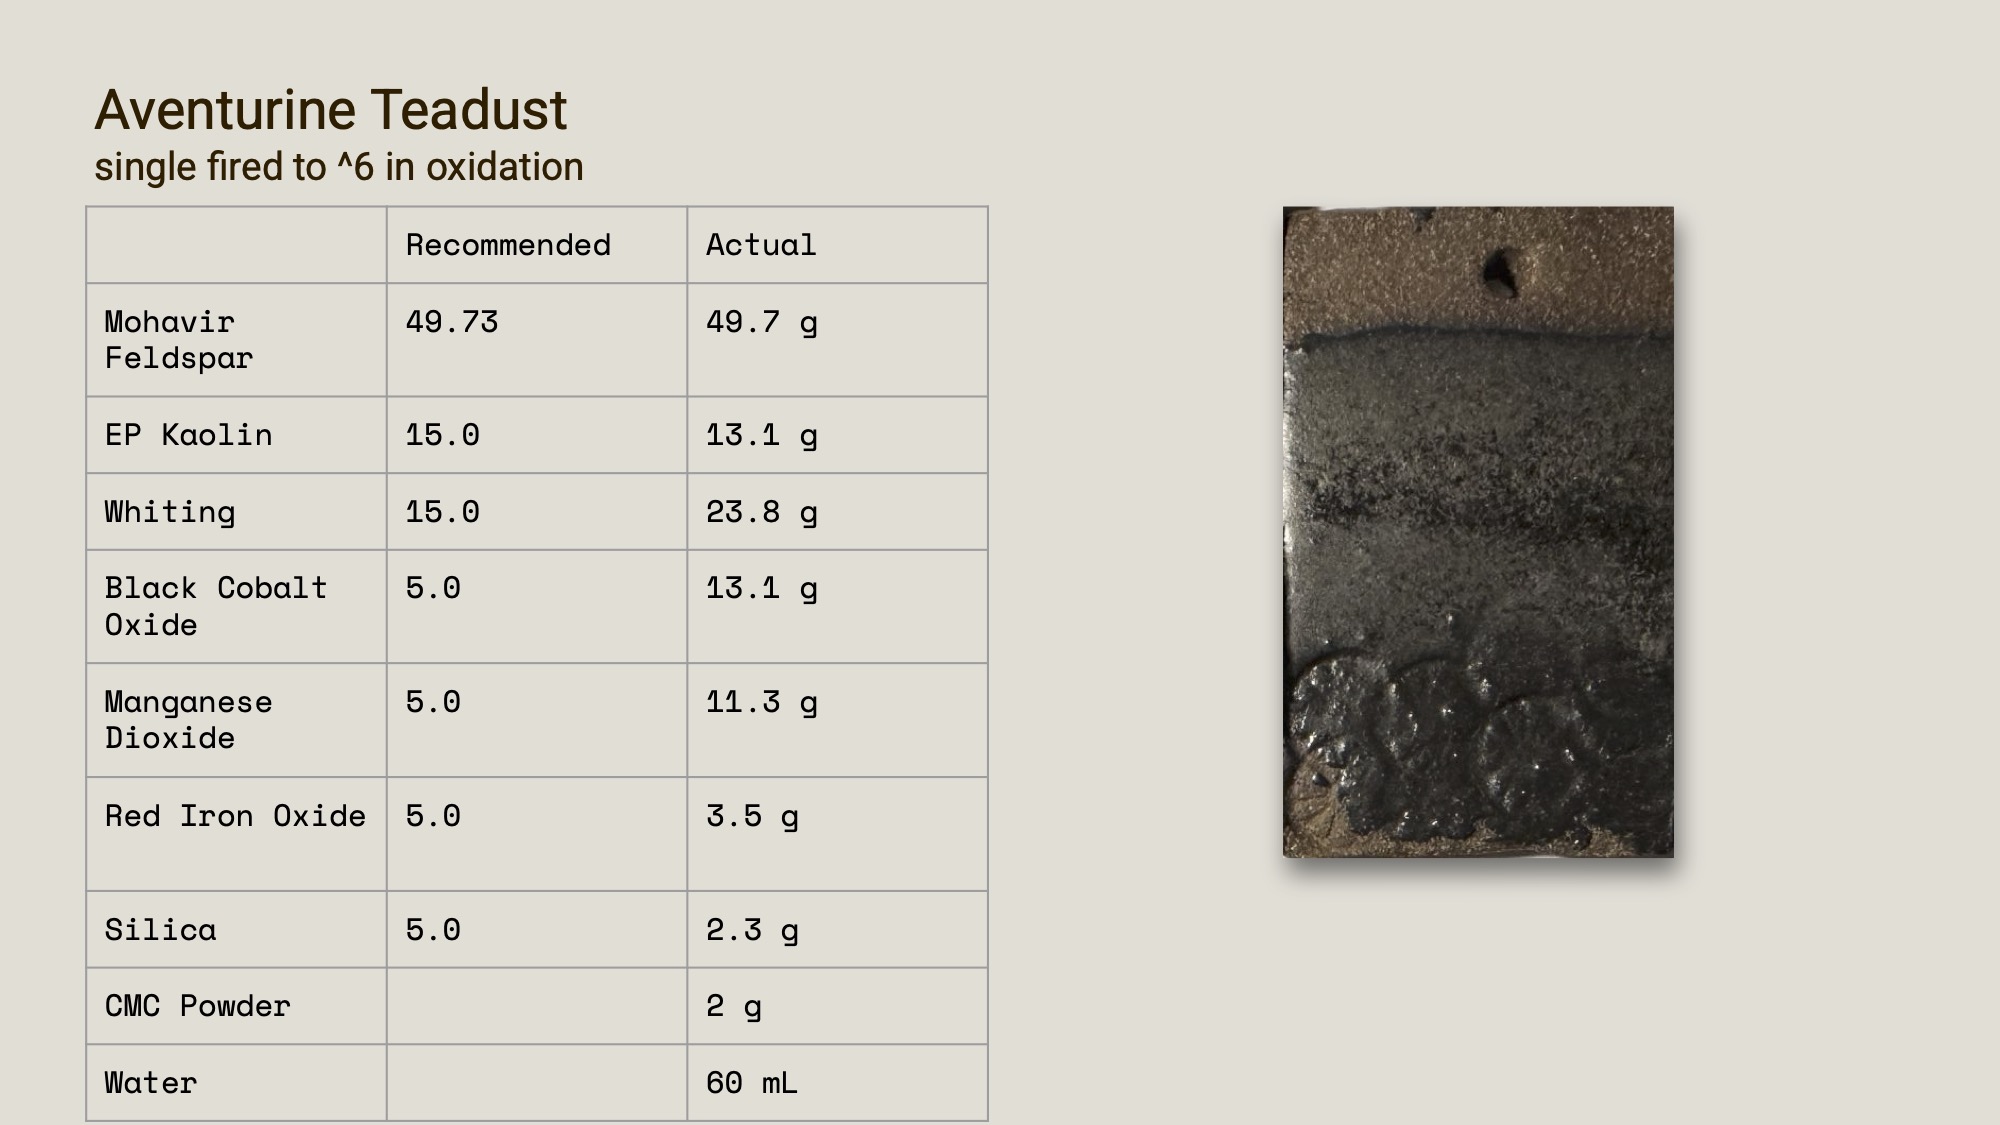 Aventurine Teadust
single fired to ^6 in oxidation
Recommended Actual
Mohavir Feldspar 49.73 49.7 g
EP Kaolin 15.0 13.1 g
Whiting 15.0 23.8 g
Black Cobalt Oxide 5.0 13.1 g
Manganese Dioxide 5.0 11.3 g
Red Iron Oxide 5.0 3.5 g
Silica 5.0 2.3 g
CMC Powder 2 g
Water 60 mL